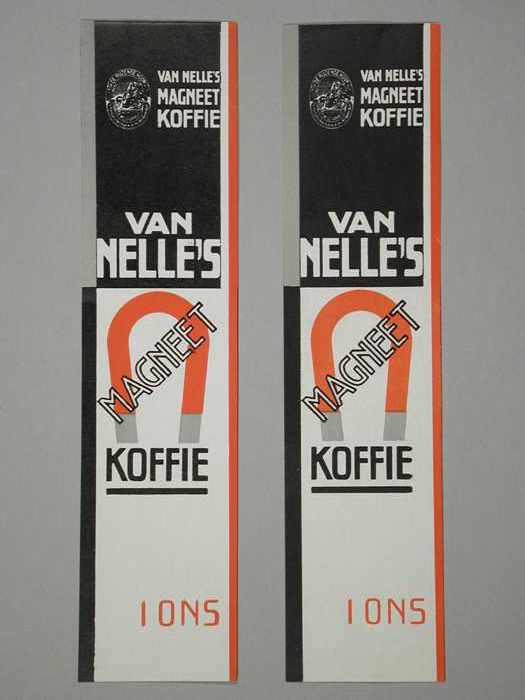 VAN NELLE'S
MAGNEET
KOFFIE
VAN
NELLE'S
MAGNEET
KOFFIE
1 ONS
VAN NELLE'S
MAGNEET
KOFFIE
VAN
NELLE'S
MAGNEET
KOFFIE
1 ONS